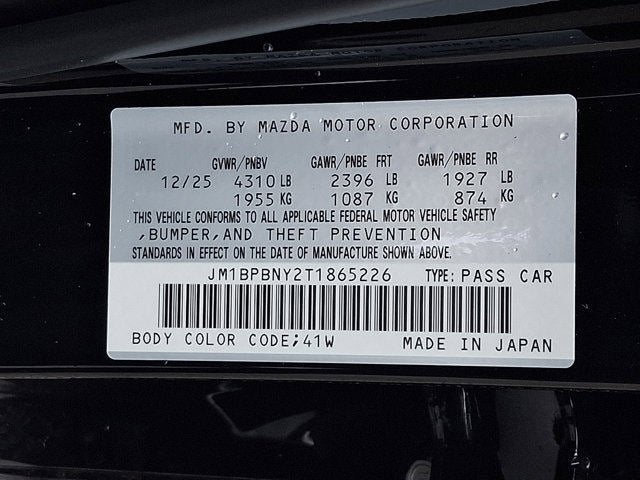 MFD. BY MAZDA MOTOR CORPORATION
DATE GVWR/PNBV GAWR/PNBE FRT GAWR/PNBE RR
12/25 4310 LB 2396 LB 1927 LB
1955 KG 1087 KG 874 KG
THIS VEHICLE CONFORMS TO ALL APPLICABLE FEDERAL MOTOR VEHICLE SAFETY
,BUMPER,AND THEFT PREVENTION
STANDARDS IN EFFECT ON THE DATE OF MANUFACTURE SHOWN ABOVE.
JM1BPBNY2T1865226 TYPE: PASS CAR
BODY COLOR CODE;41W MADE IN JAPAN